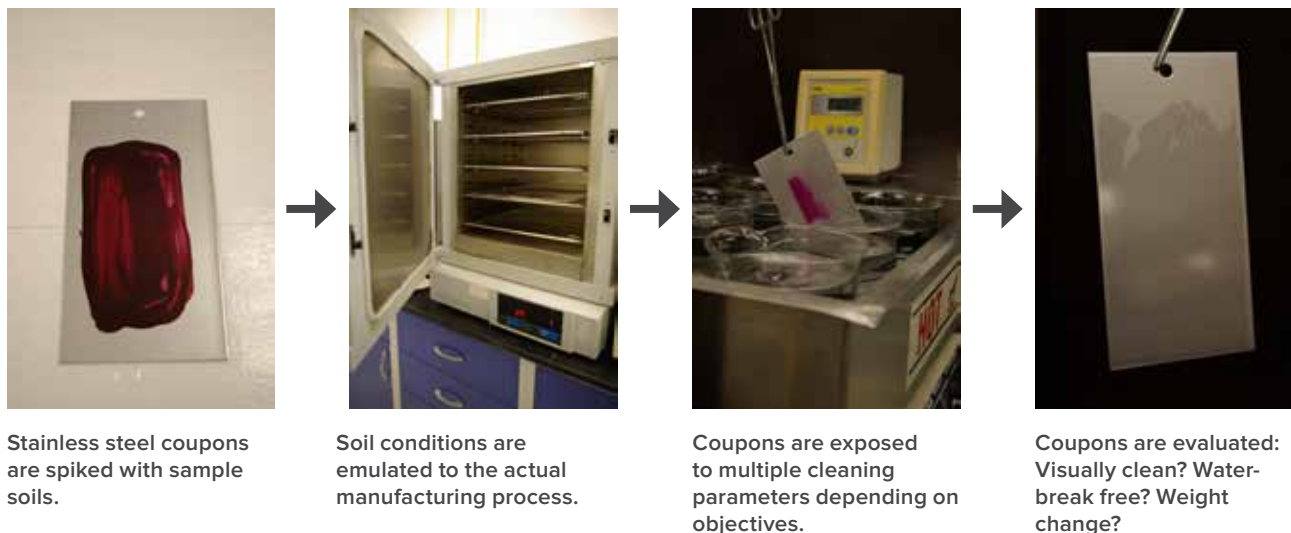 HOT
Stainless steel coupons
are spiked with sample
soils.
Soil conditions are
emulated to the actual
manufacturing process.
Coupons are exposed
to multiple cleaning
parameters depending on
objectives.
Coupons are evaluated:
Visually clean? Water-
break free? Weight
change?